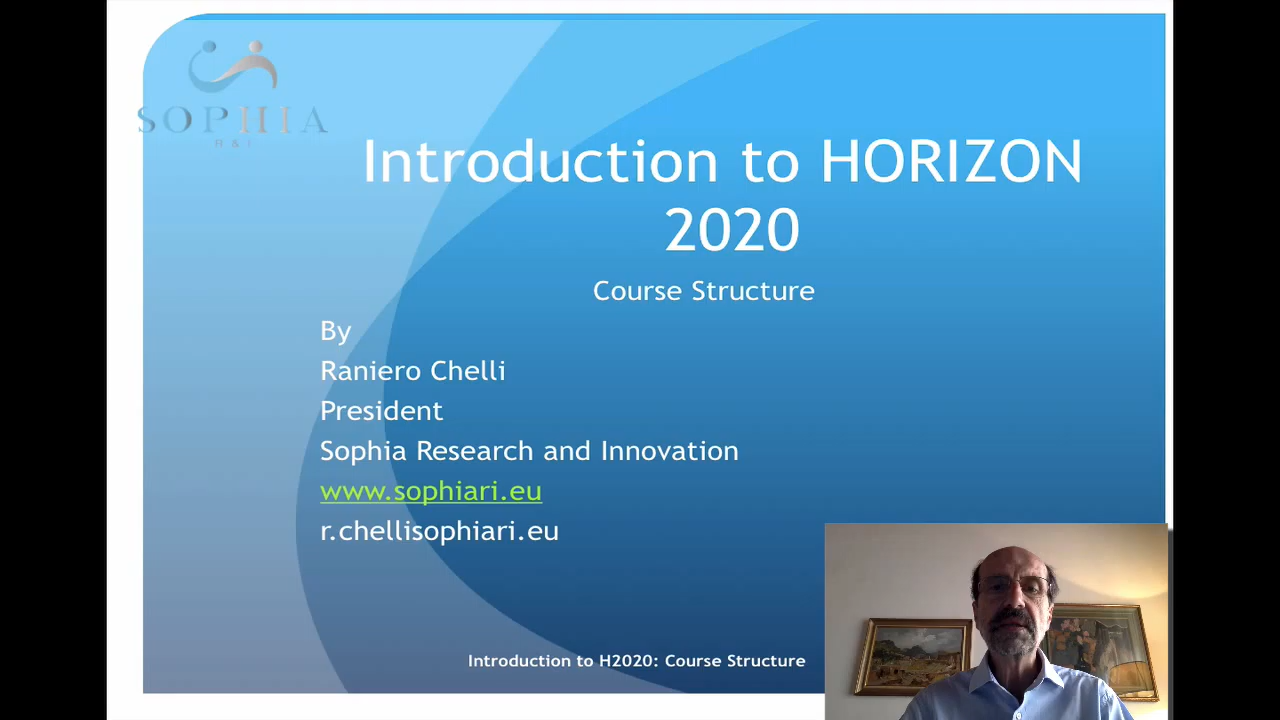 SOPHIA
R & I
Introduction to HORIZON
2020
Course Structure
By
Raniero Chelli
President
Sophia Research and Innovation
www.sophiari.eu
r.chellisophiari.eu
Introduction to H2020: Course Structure